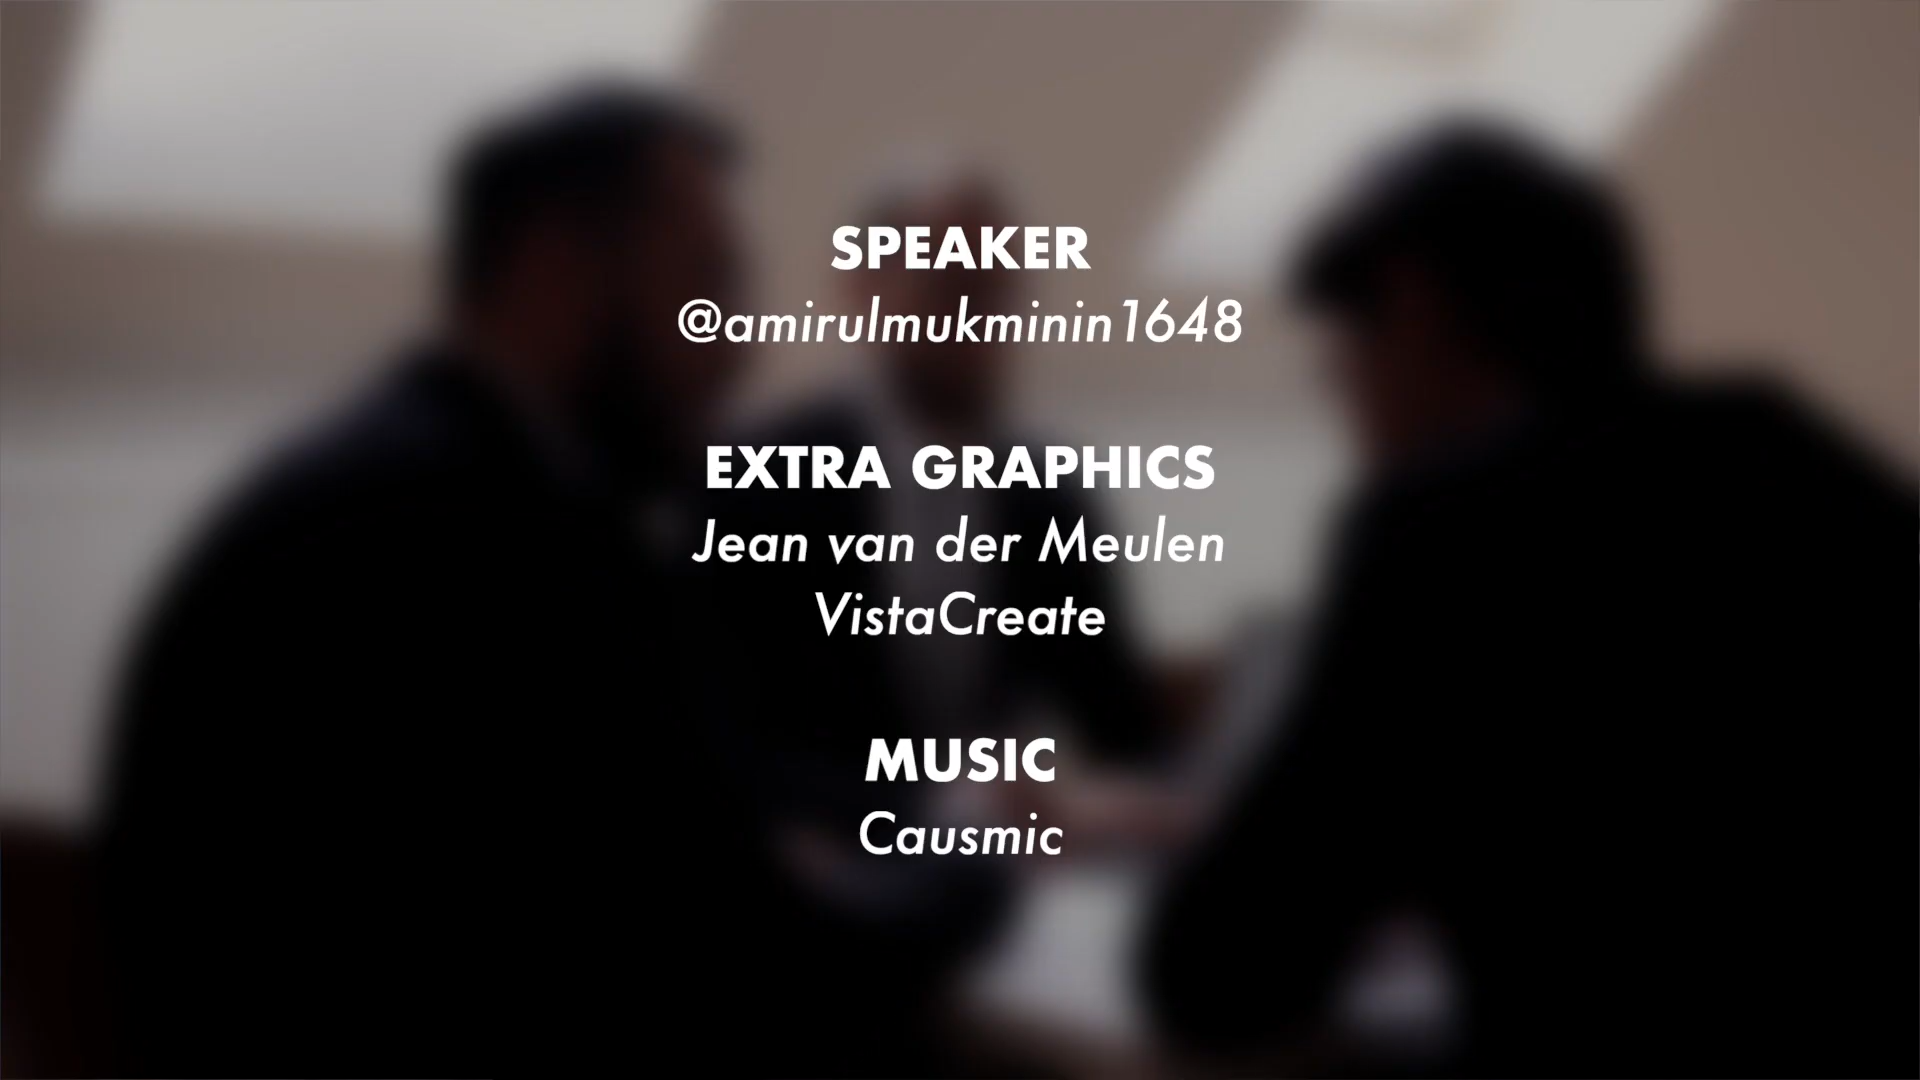 SPEAKER
@amirulmukminin1648
EXTRA GRAPHICS
Jean van der Meulen
VistaCreate
MUSIC
Causmic